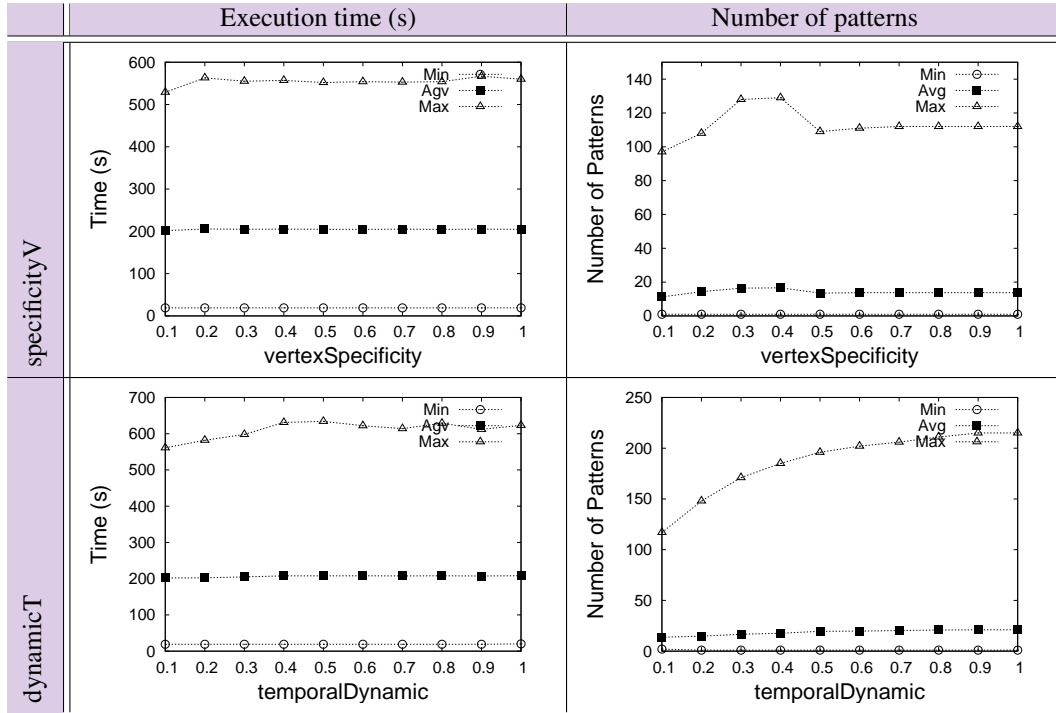 Execution time (s)
Number of patterns
specificityV
600
500
400
300
200
100
0
Time (s)
Min
Agv
Max
0.1 0.2 0.3 0.4 0.5 0.6 0.7 0.8 0.9 1
vertexSpecificity
140
120
100
80
60
40
20
0
Number of Patterns
Min
Avg
Max
0.1 0.2 0.3 0.4 0.5 0.6 0.7 0.8 0.9 1
vertexSpecificity
dynamicT
700
600
500
400
300
200
100
0
Time (s)
Min
Agv
Max
0.1 0.2 0.3 0.4 0.5 0.6 0.7 0.8 0.9 1
temporalDynamic
250
200
150
100
50
0
Number of Patterns
Min
Avg
Max
0.1 0.2 0.3 0.4 0.5 0.6 0.7 0.8 0.9 1
temporalDynamic